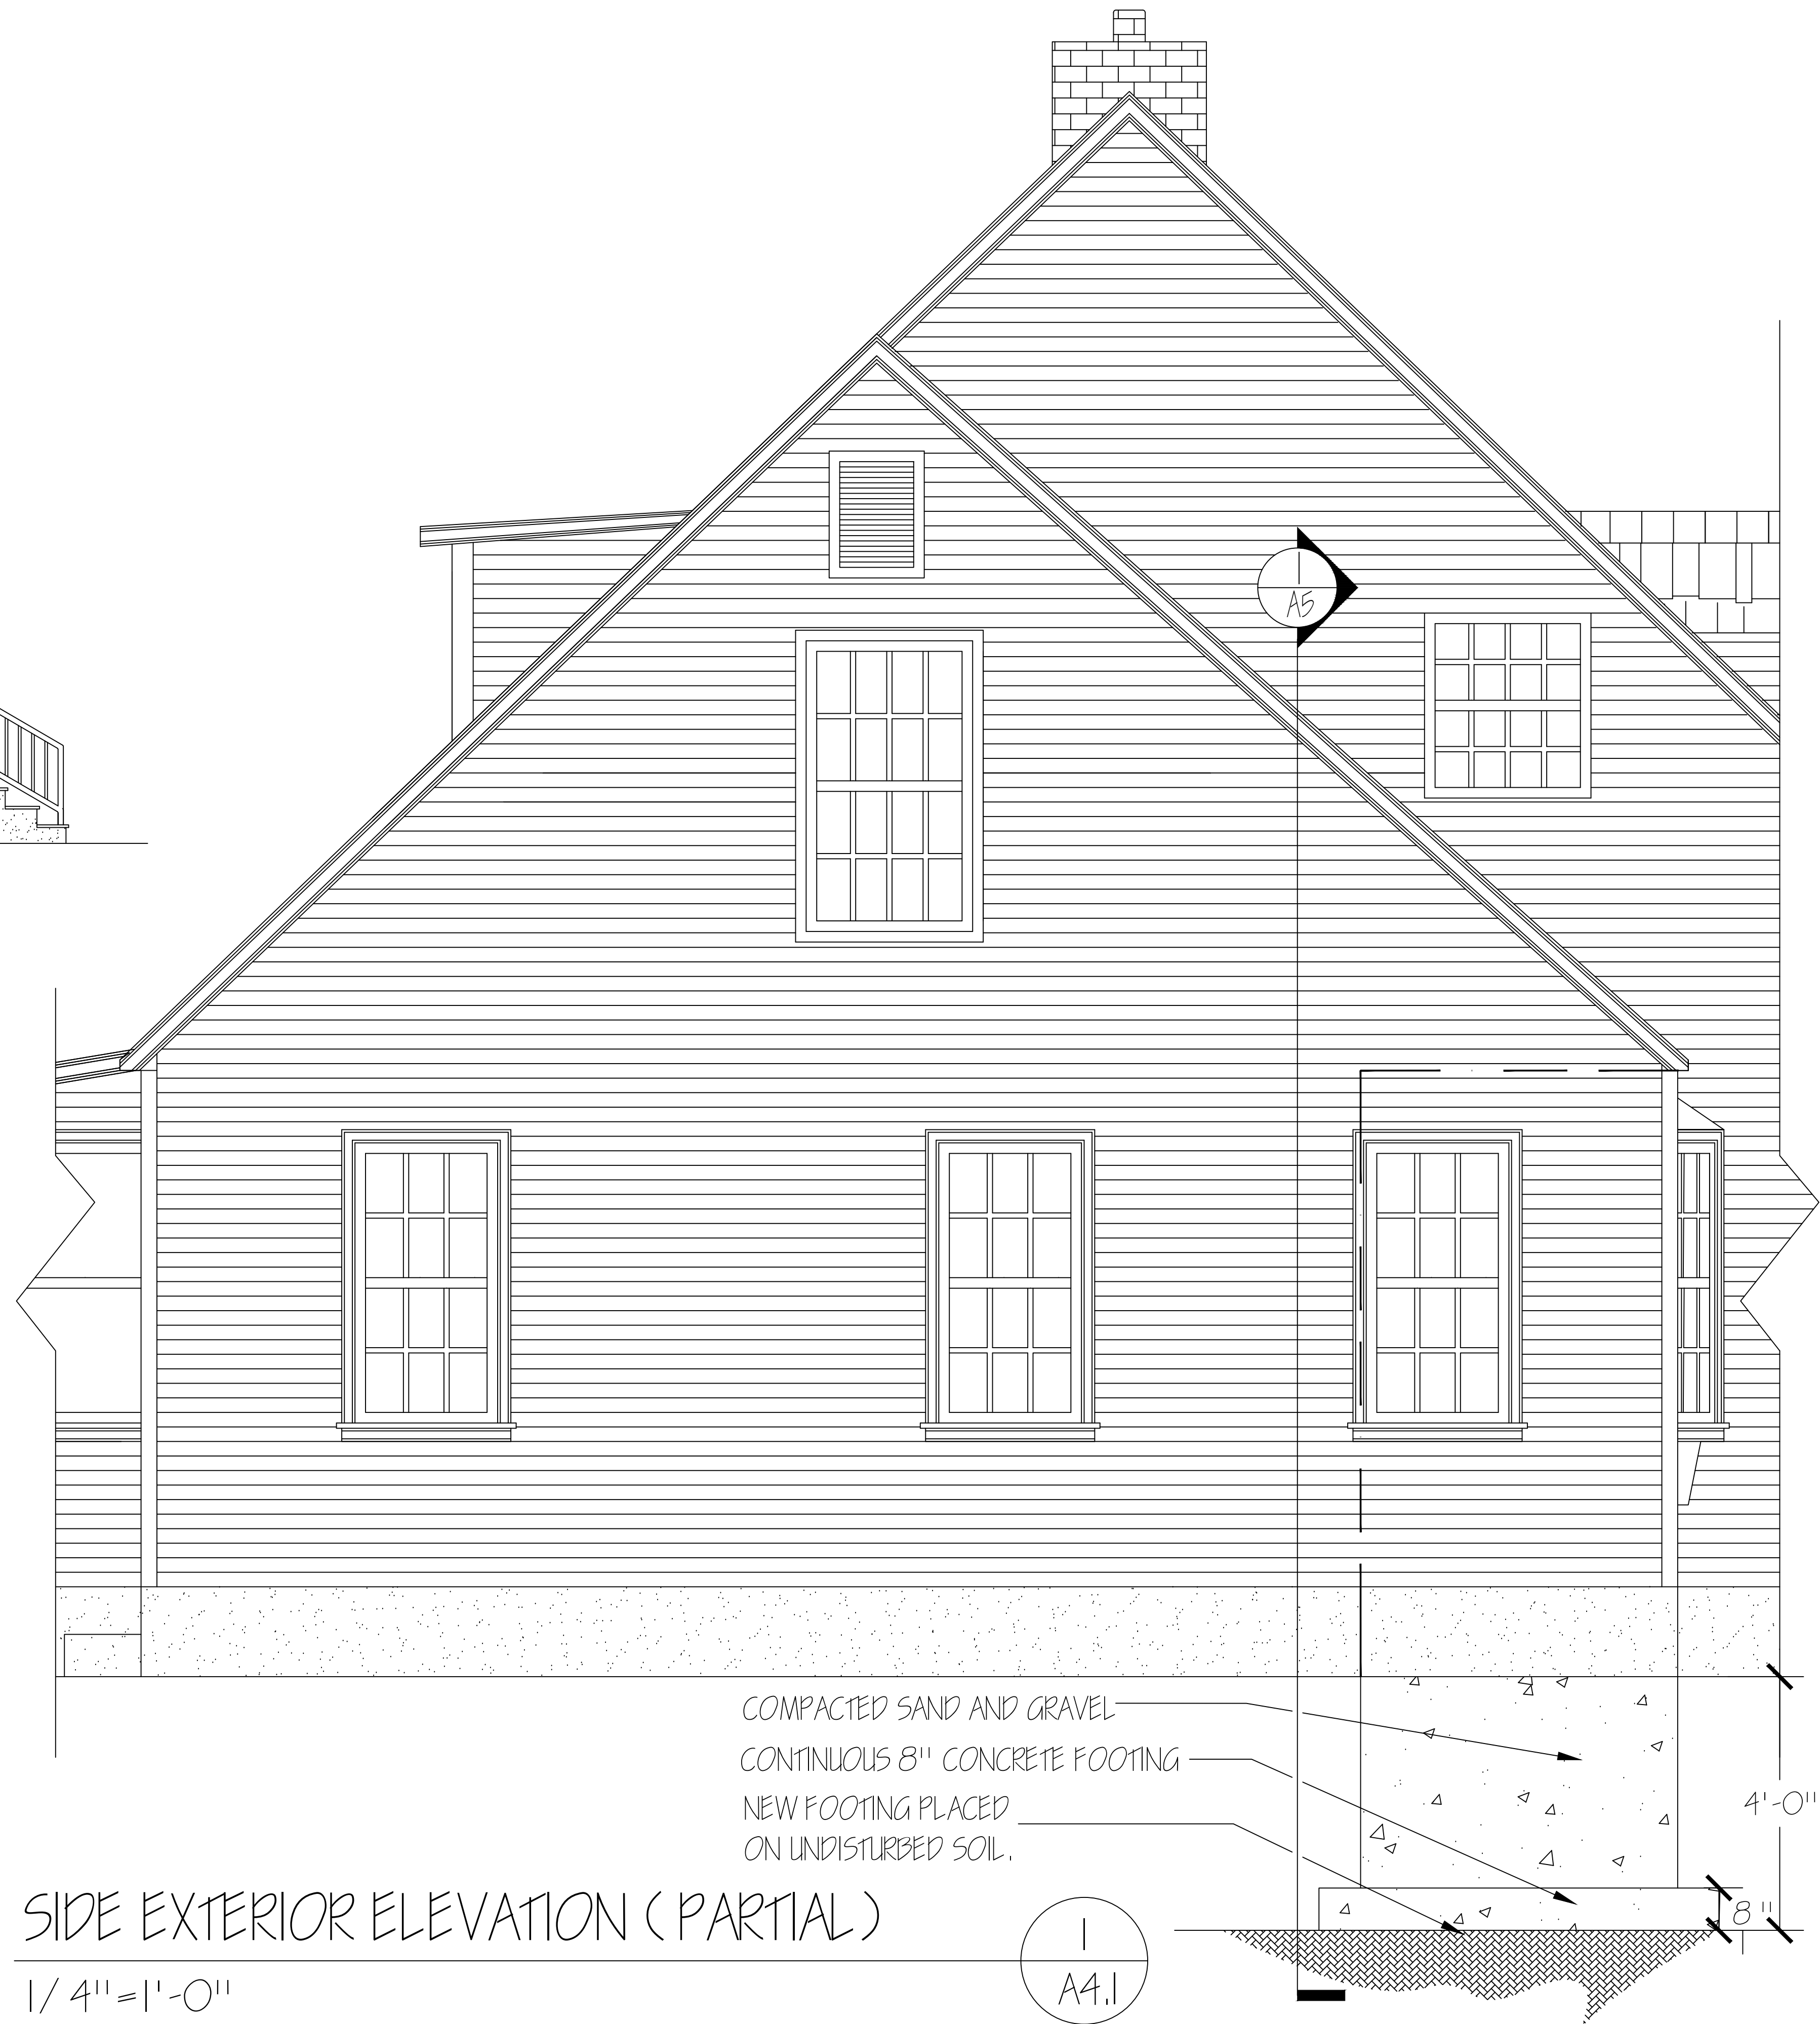 1
A5
COMPACTED SAND AND GRAVEL
CONTINUOUS 8" CONCRETE FOOTING
NEW FOOTING PLACED
ON UNDISTURBED SOIL.
4'-0"
8"
SIDE EXTERIOR ELEVATION (PARTIAL)
1/4"=1'-0"
1
A4.1